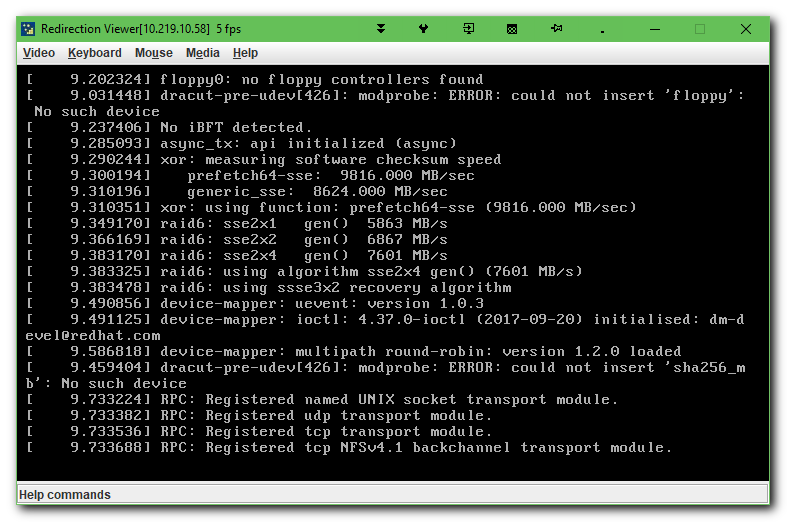 Redirection Viewer[10.219.10.58] 5 fps
Video Keyboard Mouse Media Help
[    9.202324] floppy0: no floppy controllers found
[    9.031448] dracut-pre-udev[426]: modprobe: ERROR: could not insert 'floppy':
 No such device
[    9.237406] No iBFT detected.
[    9.285093] async_tx: api initialized (async)
[    9.290244] xor: measuring software checksum speed
[    9.300194]    prefetch64-sse:  9816.000 MB/sec
[    9.310196]    generic_sse:  8624.000 MB/sec
[    9.310351] xor: using function: prefetch64-sse (9816.000 MB/sec)
[    9.349170] raid6: sse2x1   gen()  5863 MB/s
[    9.366169] raid6: sse2x2   gen()  6867 MB/s
[    9.383170] raid6: sse2x4   gen()  7601 MB/s
[    9.383325] raid6: using algorithm sse2x4 gen() (7601 MB/s)
[    9.383478] raid6: using ssse3x2 recovery algorithm
[    9.490856] device-mapper: uevent: version 1.0.3
[    9.491125] device-mapper: ioctl: 4.37.0-ioctl (2017-09-20) initialised: dm-d
evel@redhat.com
[    9.586818] device-mapper: multipath round-robin: version 1.2.0 loaded
[    9.459404] dracut-pre-udev[426]: modprobe: ERROR: could not insert 'sha256_m
b': No such device
[    9.733224] RPC: Registered named UNIX socket transport module.
[    9.733382] RPC: Registered udp transport module.
[    9.733536] RPC: Registered tcp transport module.
[    9.733688] RPC: Registered tcp NFSv4.1 backchannel transport module.
Help commands